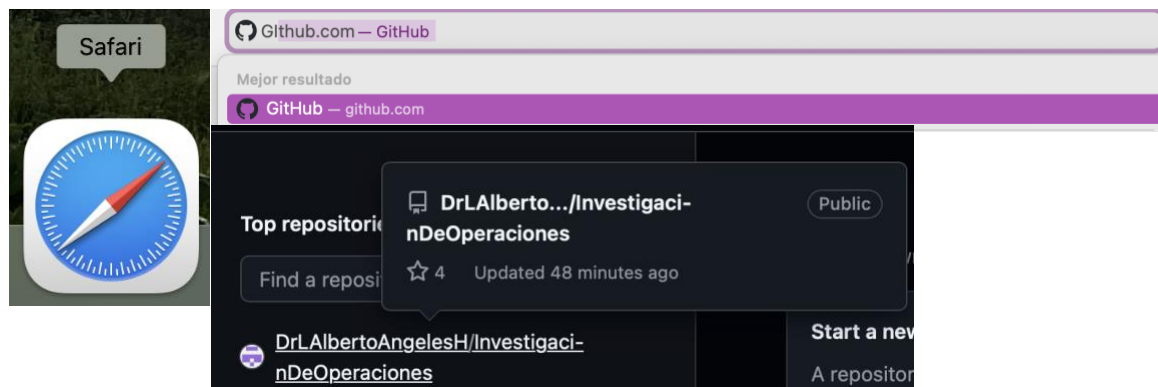 Safari
GIthub.com — GitHub
Mejor resultado
GitHub — github.com
DrLAlberto.../Investigaci-
nDeOperaciones
Public
4 Updated 48 minutes ago
Top repositorie
Find a reposi
DrLAlbertoAngelesH/Investigaci-
nDeOperaciones
Start a new
A repositor